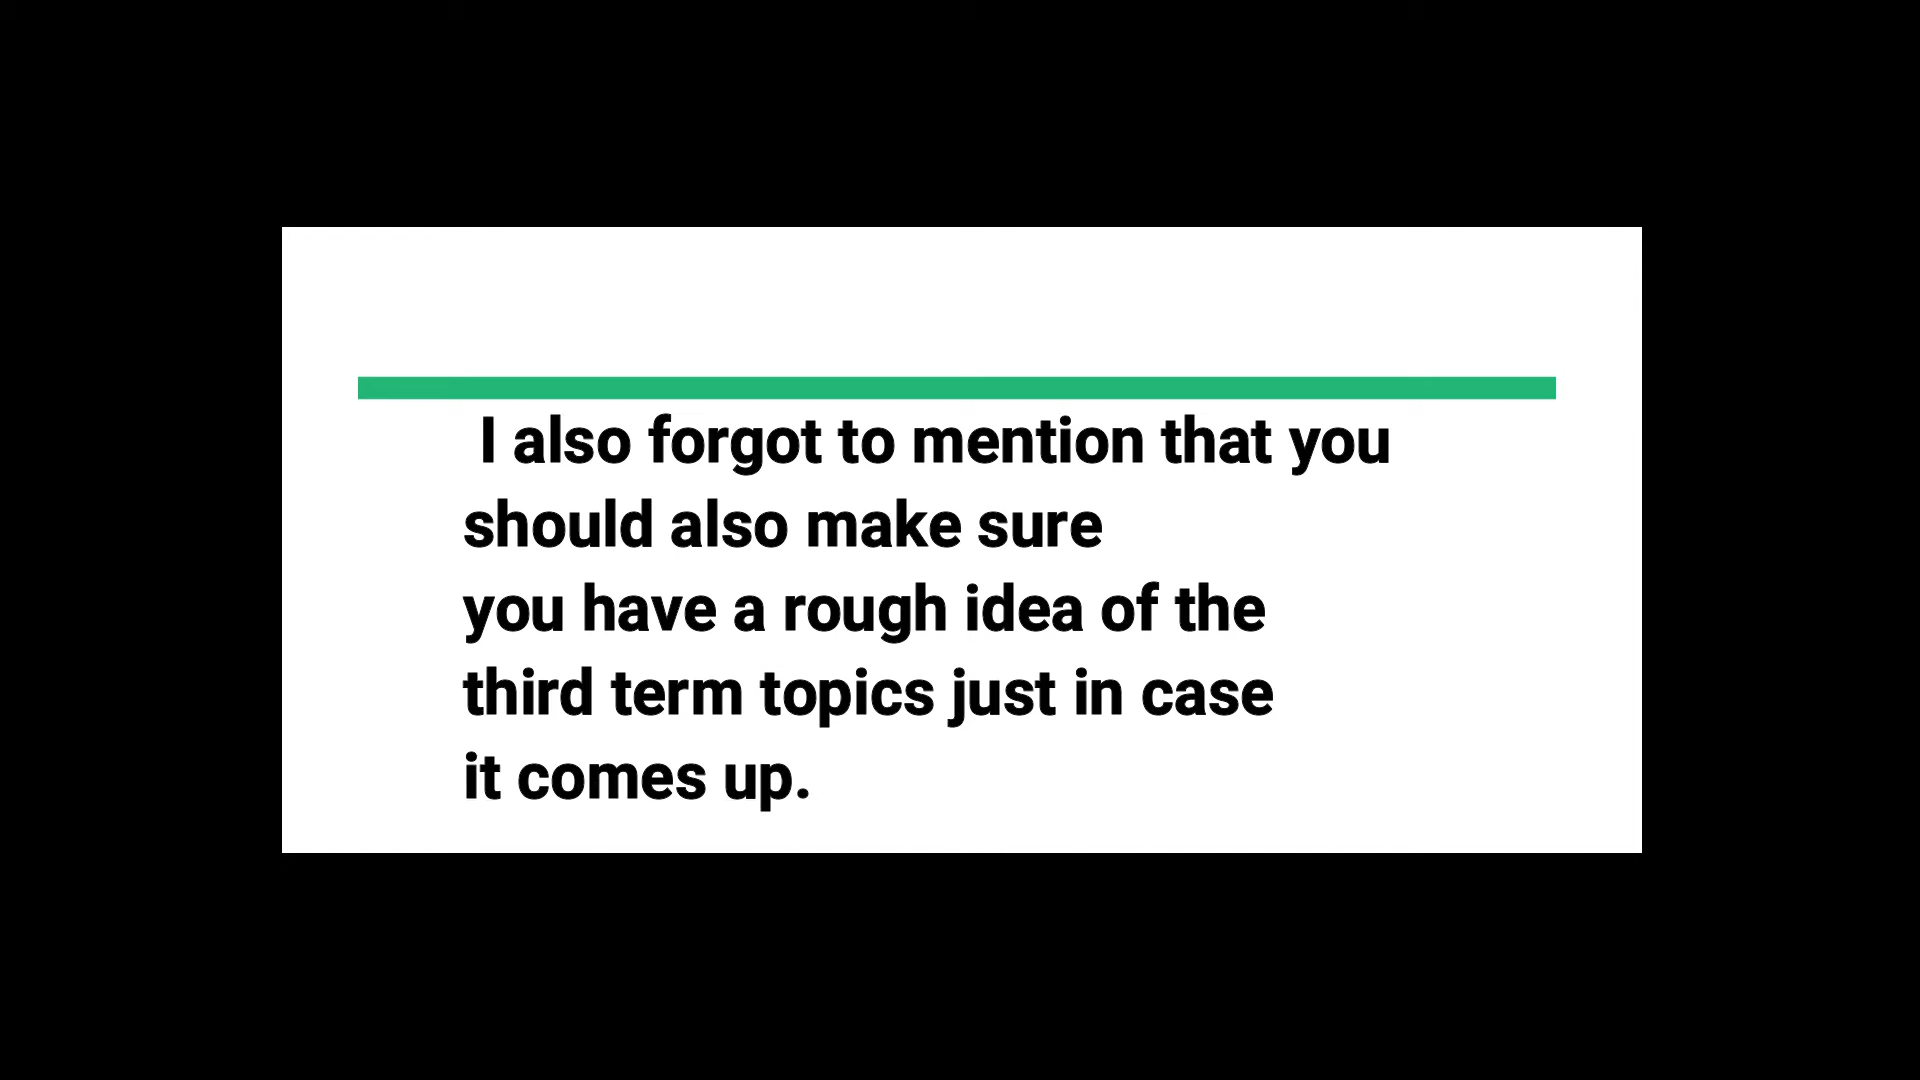 I also forgot to mention that you
should also make sure
you have a rough idea of the
third term topics just in case
it comes up.